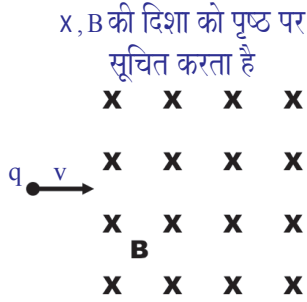 x, B की दिशा को पृष्ठ पर
सूचित करता है
x x x x
q v x x x x
x x x x
B
x x x x